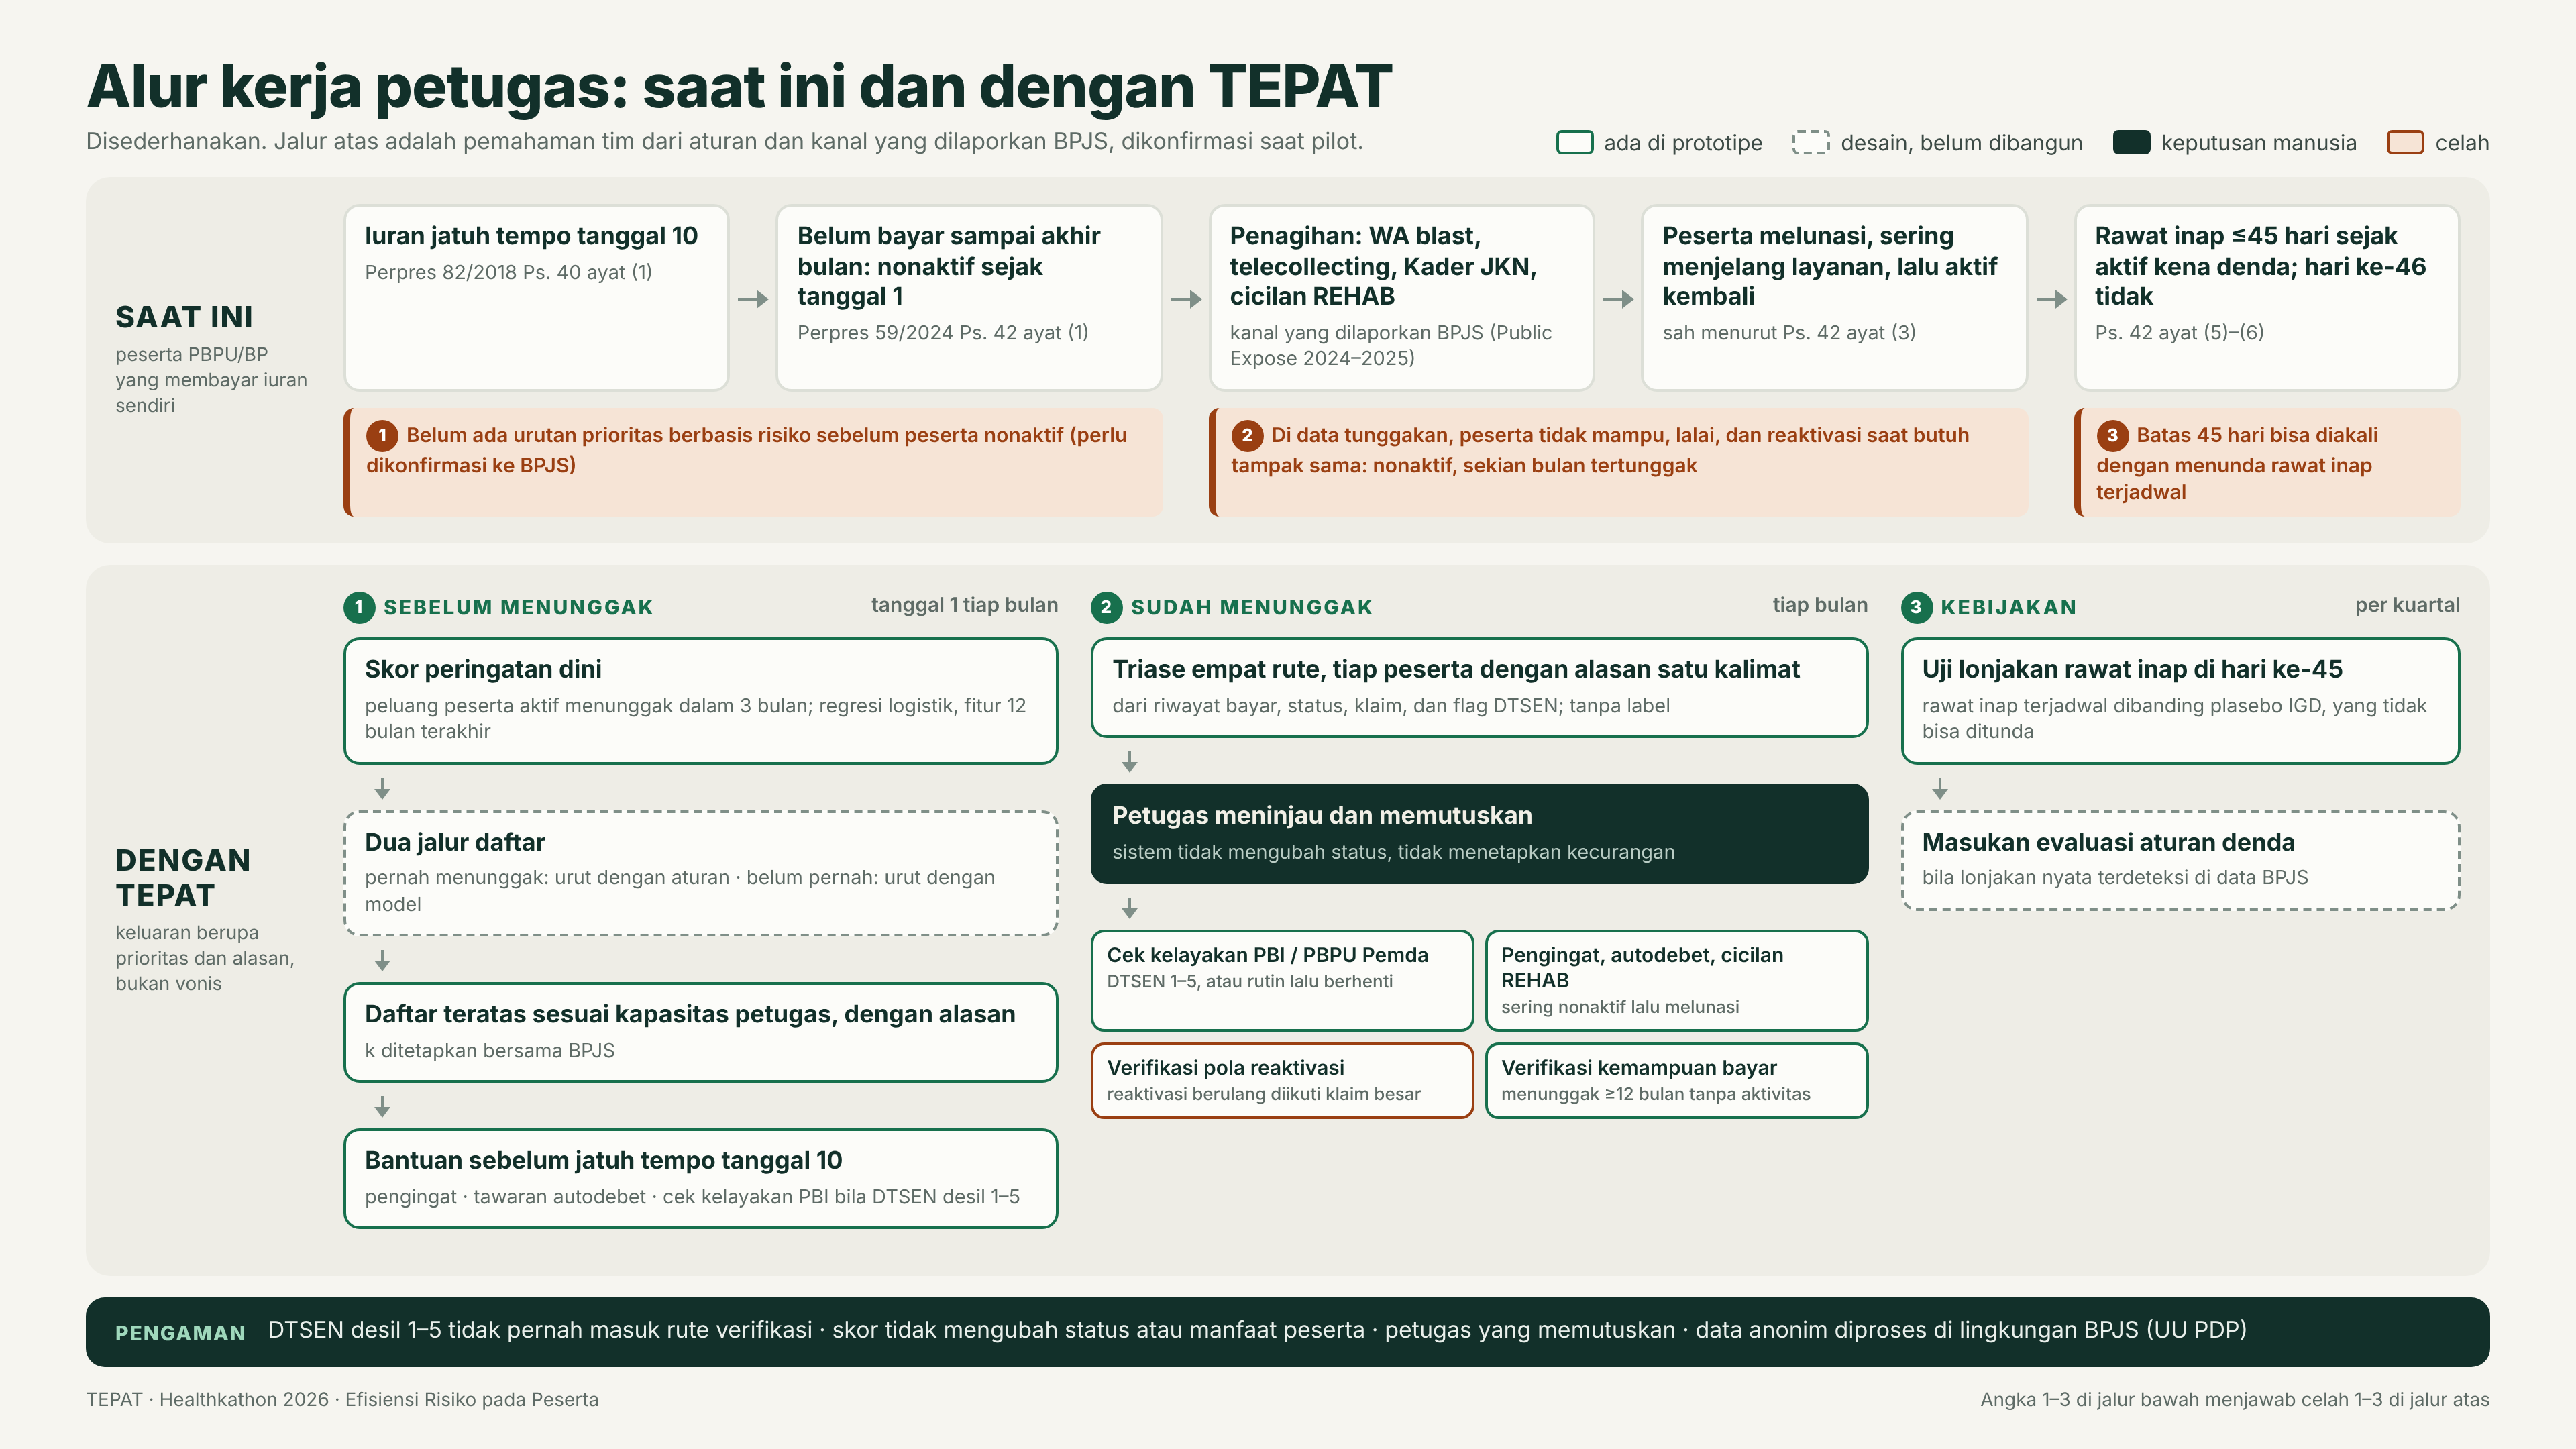 Alur kerja petugas: saat ini dan dengan TEPAT
Disederhanakan. Jalur atas adalah pemahaman tim dari aturan dan kanal yang dilaporkan BPJS, dikonfirmasi saat pilot.
ada di prototipe
desain, belum dibangun
keputusan manusia
celah
SAAT INI
peserta PBPU/BP
yang membayar iuran
sendiri
Iuran jatuh tempo tanggal 10
Perpres 82/2018 Ps. 40 ayat (1)
Belum bayar sampai akhir
bulan: nonaktif sejak
tanggal 1
Perpres 59/2024 Ps. 42 ayat (1)
Penagihan: WA blast,
telecollecting, Kader JKN,
cicilan REHAB
kanal yang dilaporkan BPJS (Public
Expose 2024–2025)
Peserta melunasi, sering
menjelang layanan, lalu aktif
kembali
sah menurut Ps. 42 ayat (3)
Rawat inap ≤45 hari sejak
aktif kena denda; hari ke-46
tidak
Ps. 42 ayat (5)–(6)
1 Belum ada urutan prioritas berbasis risiko sebelum peserta nonaktif (perlu
dikonfirmasi ke BPJS)
2 Di data tunggakan, peserta tidak mampu, lalai, dan reaktivasi saat butuh
tampak sama: nonaktif, sekian bulan tertunggak
3 Batas 45 hari bisa diakali
dengan menunda rawat inap
terjadwal
DENGAN
TEPAT
keluaran berupa
prioritas dan alasan,
bukan vonis
1 SEBELUM MENUNGGAK
tanggal 1 tiap bulan
Skor peringatan dini
peluang peserta aktif menunggak dalam 3 bulan; regresi logistik, fitur 12
bulan terakhir
Dua jalur daftar
pernah menunggak: urut dengan aturan · belum pernah: urut dengan
model
Daftar teratas sesuai kapasitas petugas, dengan alasan
k ditetapkan bersama BPJS
Bantuan sebelum jatuh tempo tanggal 10
pengingat · tawaran autodebet · cek kelayakan PBI bila DTSEN desil 1–5
2 SUDAH MENUNGGAK
tiap bulan
Triase empat rute, tiap peserta dengan alasan satu kalimat
dari riwayat bayar, status, klaim, dan flag DTSEN; tanpa label
Petugas meninjau dan memutuskan
sistem tidak mengubah status, tidak menetapkan kecurangan
Cek kelayakan PBI / PBPU Pemda
DTSEN 1–5, atau rutin lalu berhenti
Pengingat, autodebet, cicilan
REHAB
sering nonaktif lalu melunasi
Verifikasi pola reaktivasi
reaktivasi berulang diikuti klaim besar
Verifikasi kemampuan bayar
menunggak ≥12 bulan tanpa aktivitas
3 KEBIJAKAN
per kuartal
Uji lonjakan rawat inap di hari ke-45
rawat inap terjadwal dibanding plasebo IGD, yang tidak
bisa ditunda
Masukan evaluasi aturan denda
bila lonjakan nyata terdeteksi di data BPJS
PENGAMAN DTSEN desil 1–5 tidak pernah masuk rute verifikasi · skor tidak mengubah status atau manfaat peserta · petugas yang memutuskan · data anonim diproses di lingkungan BPJS (UU PDP)
TEPAT · Healthkathon 2026 · Efisiensi Risiko pada Peserta
Angka 1–3 di jalur bawah menjawab celah 1–3 di jalur atas